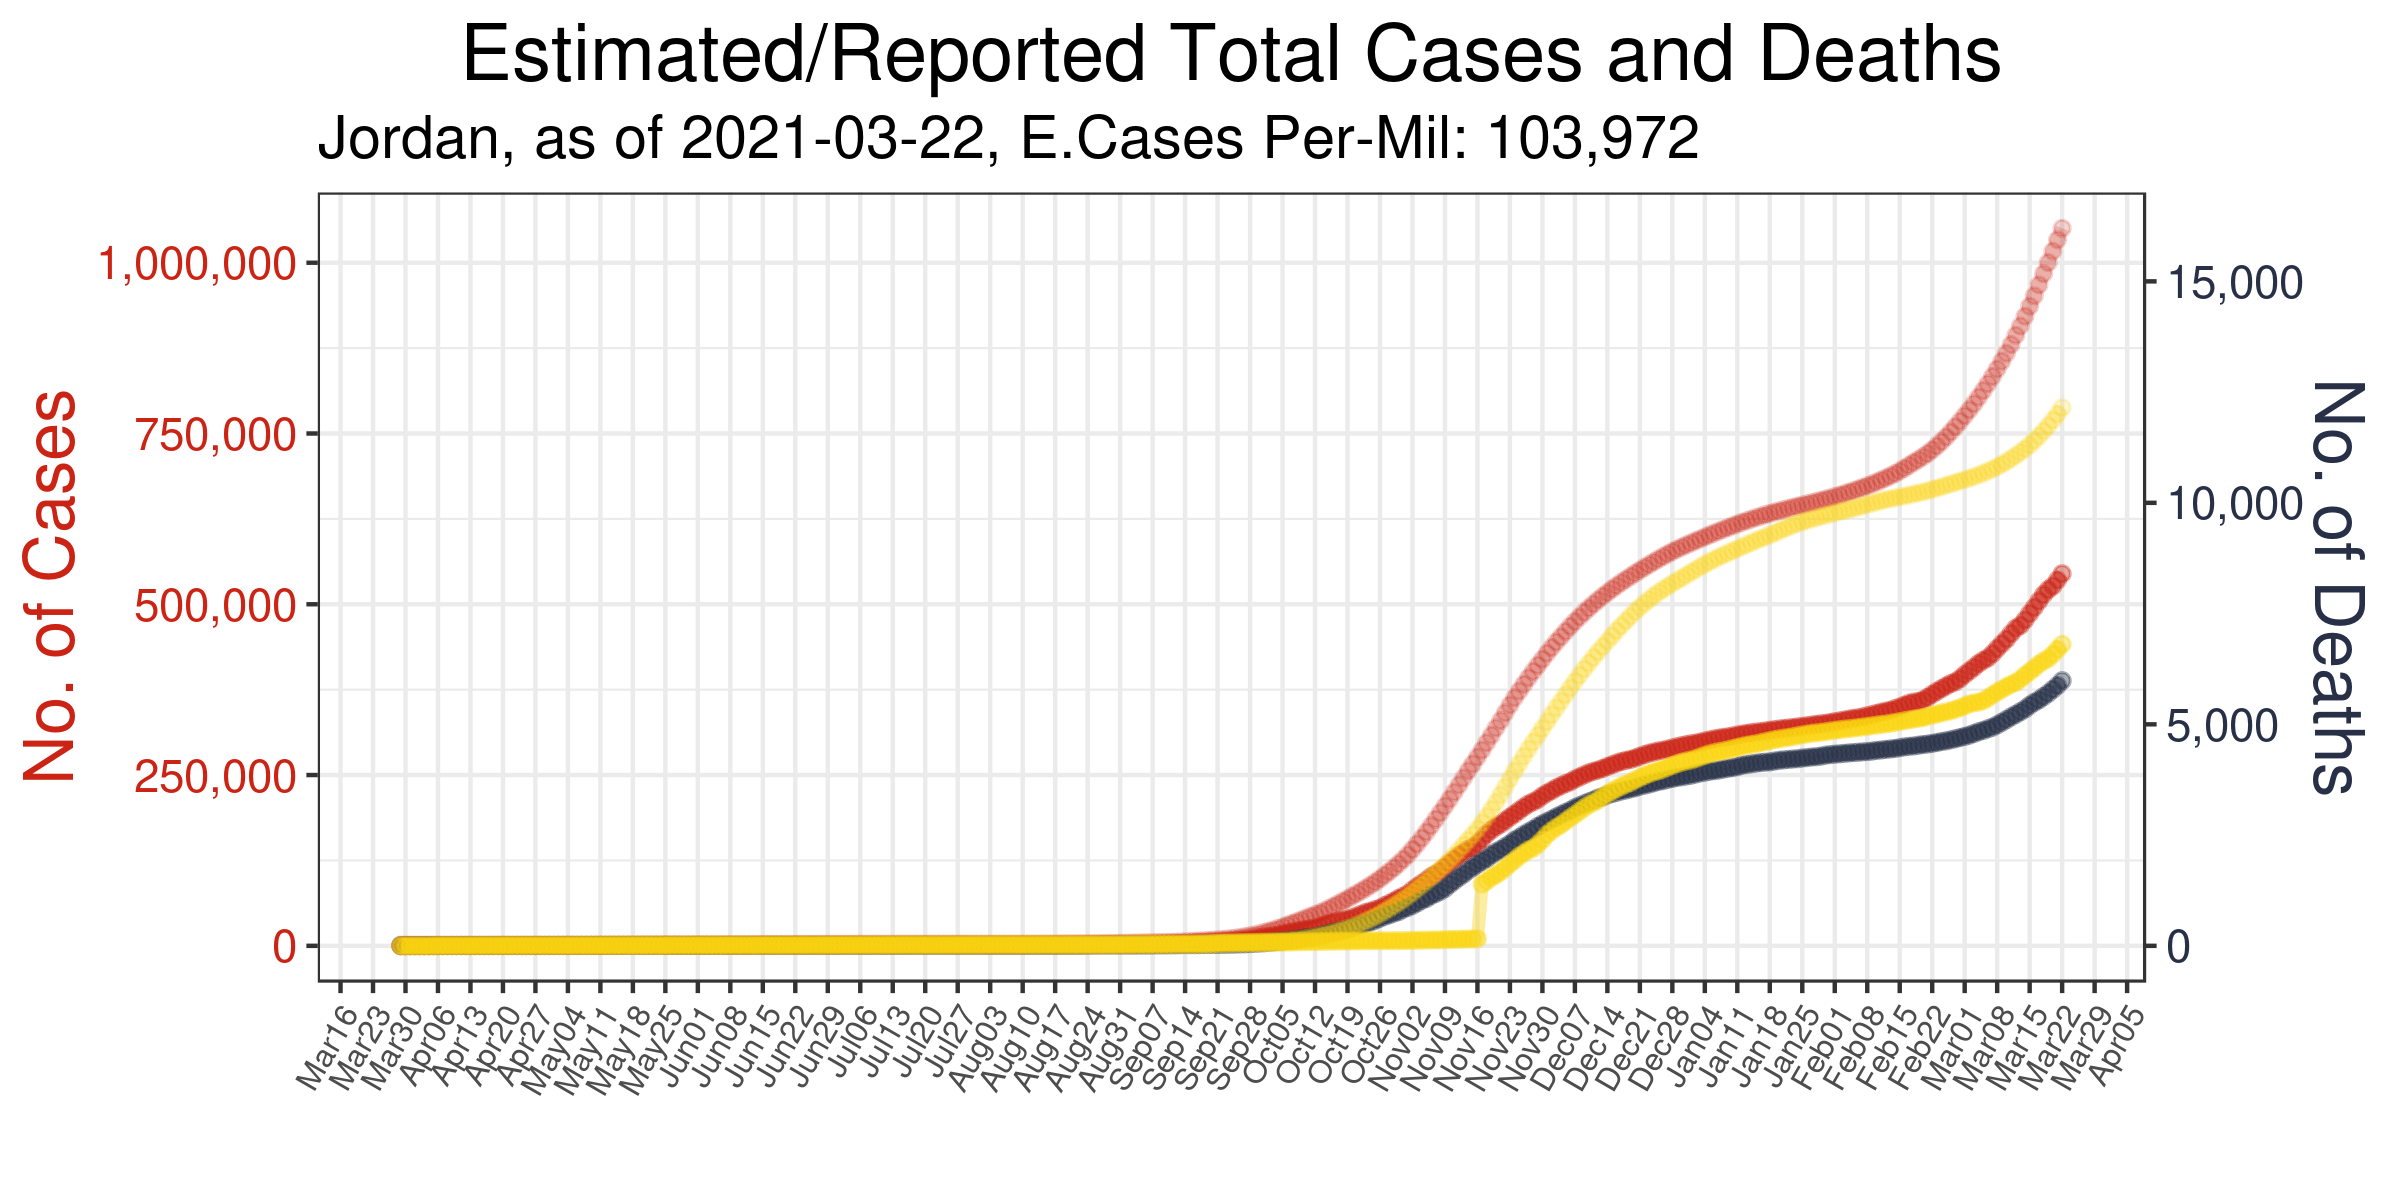 Estimated/Reported Total Cases and Deaths
Jordan, as of 2021-03-22, E.Cases Per-Mil: 103,972
No. of Cases
1,000,000
750,000
500,000
250,000
0
15,000
10,000
5,000
0
No. of Deaths
Mar16
Mar23
Mar30
Apr06
Apr13
Apr20
Apr27
May04
May11
May18
May25
Jun01
Jun08
Jun15
Jun22
Jun29
Jul06
Jul13
Jul20
Jul27
Aug03
Aug10
Aug17
Aug24
Aug31
Sep07
Sep14
Sep21
Sep28
Oct05
Oct12
Oct19
Oct26
Nov02
Nov09
Nov16
Nov23
Nov30
Dec07
Dec14
Dec21
Dec28
Jan04
Jan11
Jan18
Jan25
Feb01
Feb08
Feb15
Feb22
Mar01
Mar08
Mar15
Mar22
Mar29
Apr05